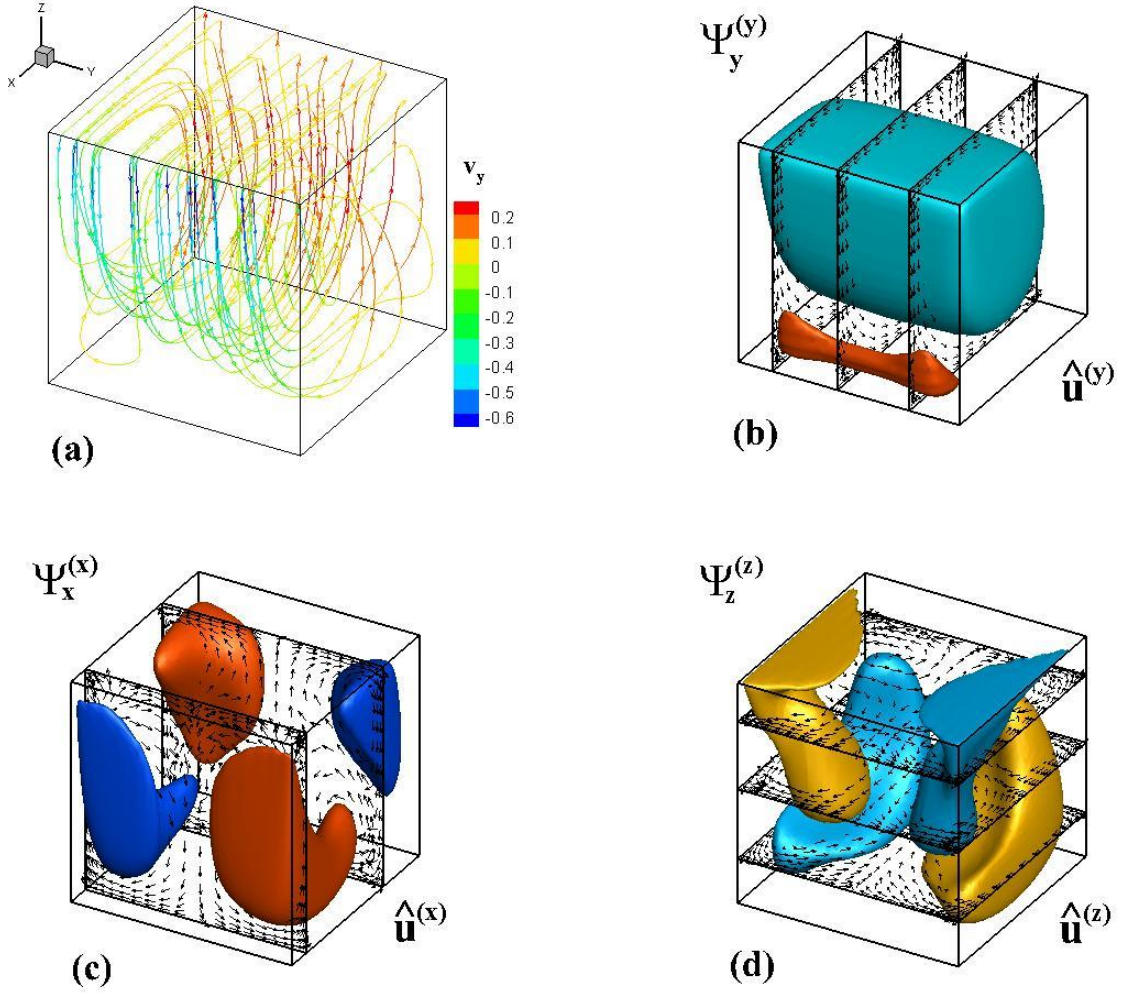 Z
X
Y
v_y
0.2
0.1
0
-0.1
-0.2
-0.3
-0.4
-0.5
-0.6
(a)
Ψ_y^(y)
û^(y)
(b)
Ψ_x^(x)
û^(x)
(c)
Ψ_z^(z)
û^(z)
(d)